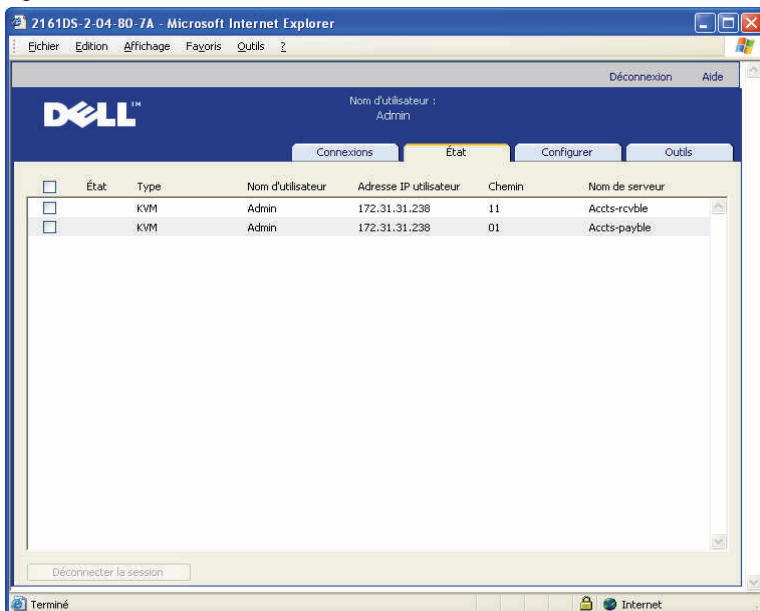 2161DS-2-04-80-7A - Microsoft Internet Explorer
Fichier Edition Affichage Favoris Outils ?
Déconnexion Aide
DELL™
Nom d'utilisateur :
Admin
Connexions État Configurer Outils
État Type Nom d'utilisateur Adresse IP utilisateur Chemin Nom de serveur
KVM Admin 172.31.31.238 11 Accts-rcvble
KVM Admin 172.31.31.238 01 Accts-payble
Déconnecter la session
Terminé Internet